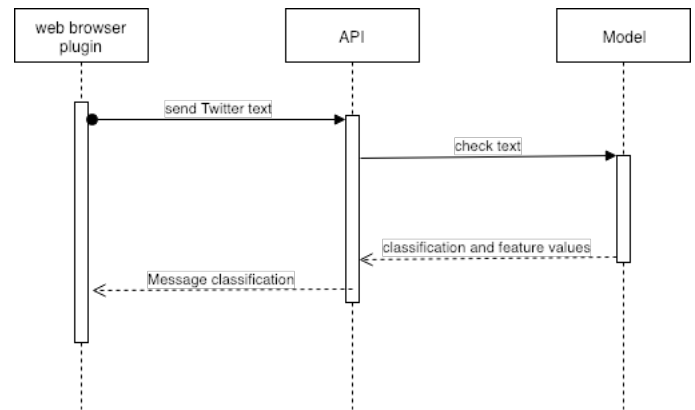 web browser
plugin
API
Model
send Twitter text
check text
classification and feature values
Message classification